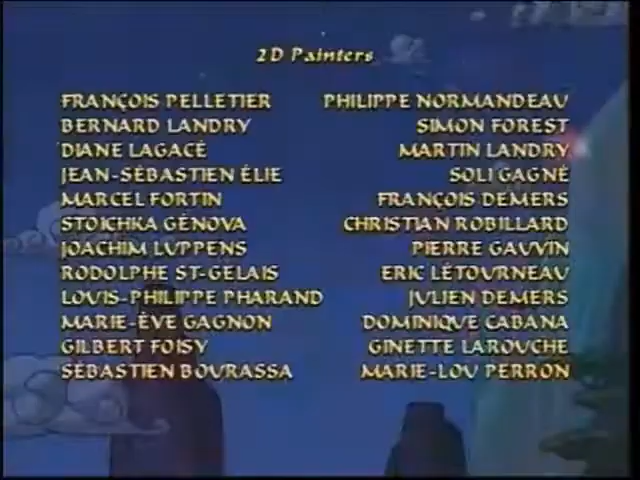 2D Painters
FRANÇOIS PELLETIER PHILIPPE NORMANDEAU
BERNARD LANDRY SIMON FOREST
DIANE LAGACÉ MARTIN LANDRY
JEAN-SÉBASTIEN ÉLIE SOLI GAGNÉ
MARCEL FORTIN FRANÇOIS DEMERS
STOICHKA GÉNOVA CHRISTIAN ROBILLARD
JOACHIM LUPPENS PIERRE GAUVIN
RODOLPHE ST-GELAIS ERIC LÉTOURNEAU
LOUIS-PHILIPPE PHARAND JULIEN DEMERS
MARIE-ÈVE GAGNON DOMINIQUE CABANA
GILBERT FOISY GINETTE LAROUCHE
SÉBASTIEN BOURASSA MARIE-LOU PERRON